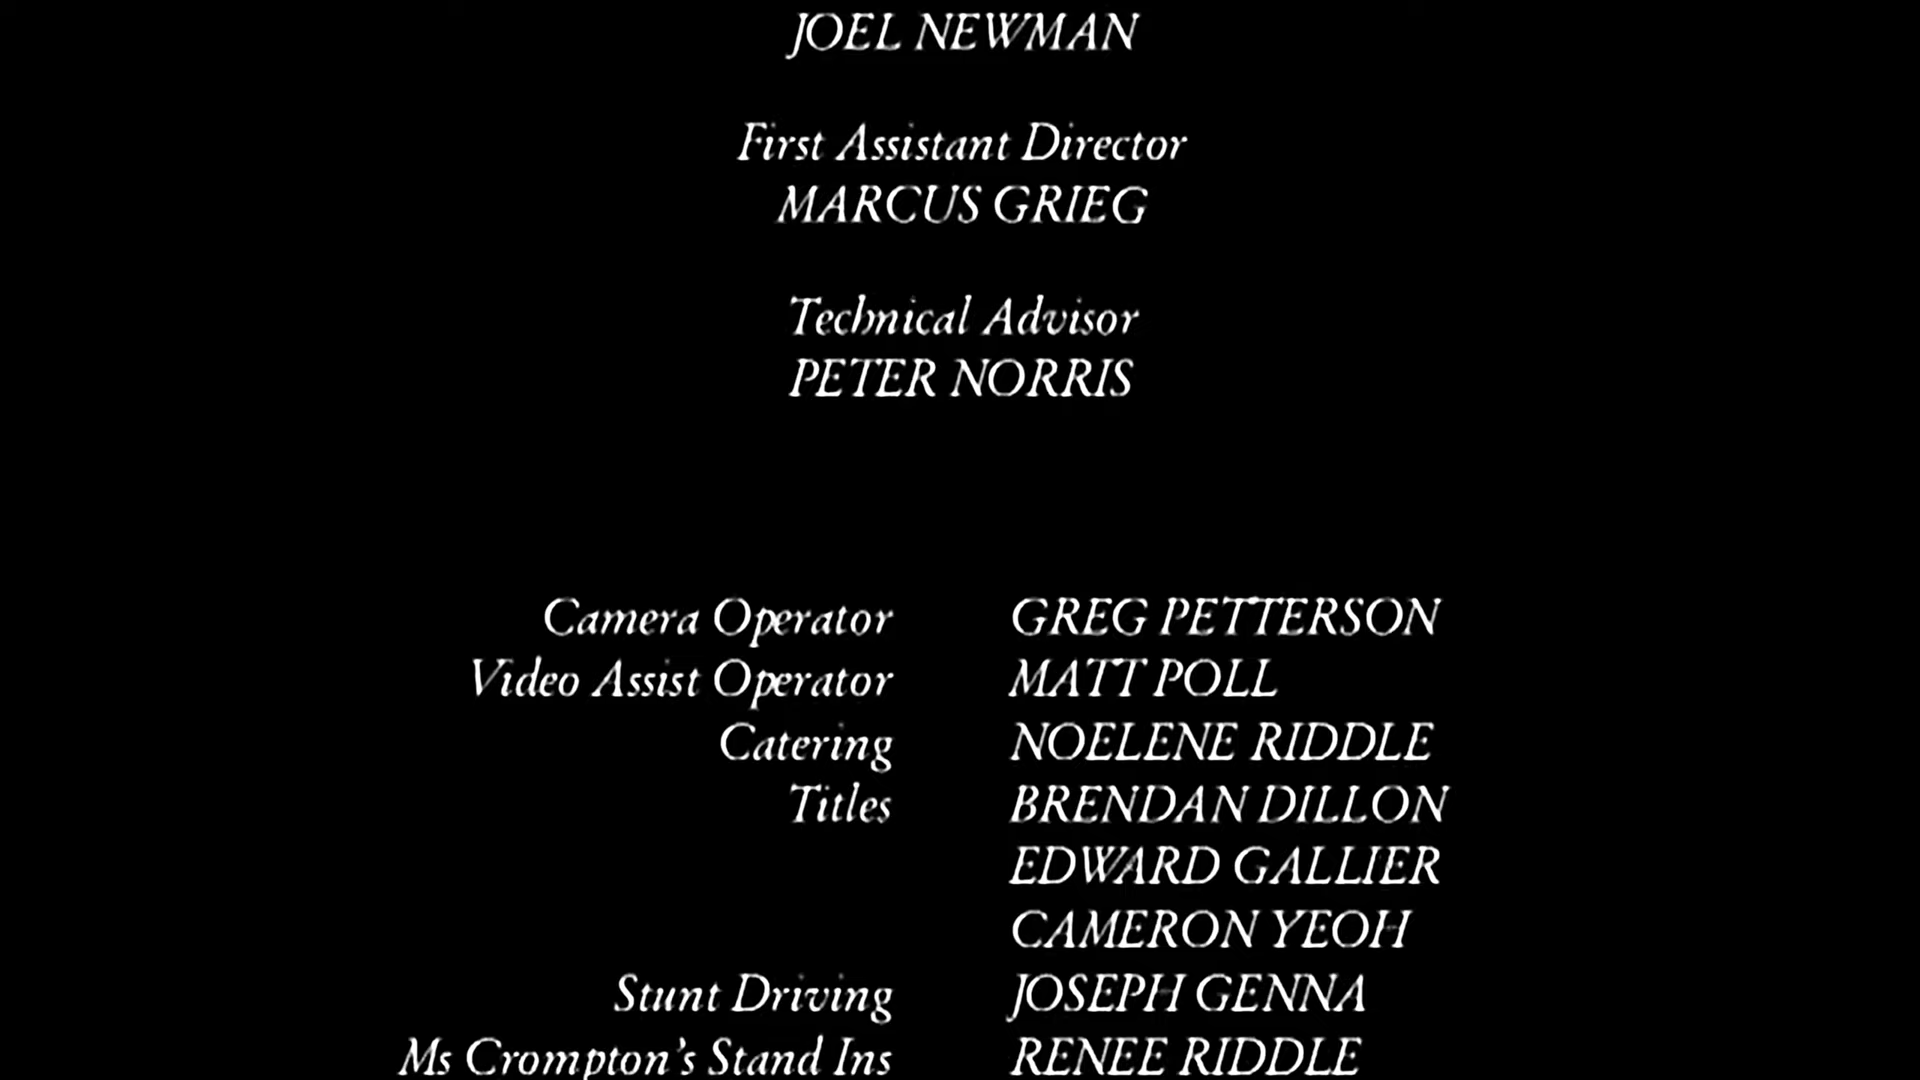 JOEL NEWMAN
First Assistant Director
MARCUS GRIEG
Technical Advisor
PETER NORRIS
Camera Operator GREG PETTERSON
Video Assist Operator MATT POLL
Catering NOELENE RIDDLE
Titles BRENDAN DILLON
EDWARD GALLIER
CAMERON YEOH
Stunt Driving JOSEPH GENNA
Ms Crompton's Stand Ins RENEE RIDDLE